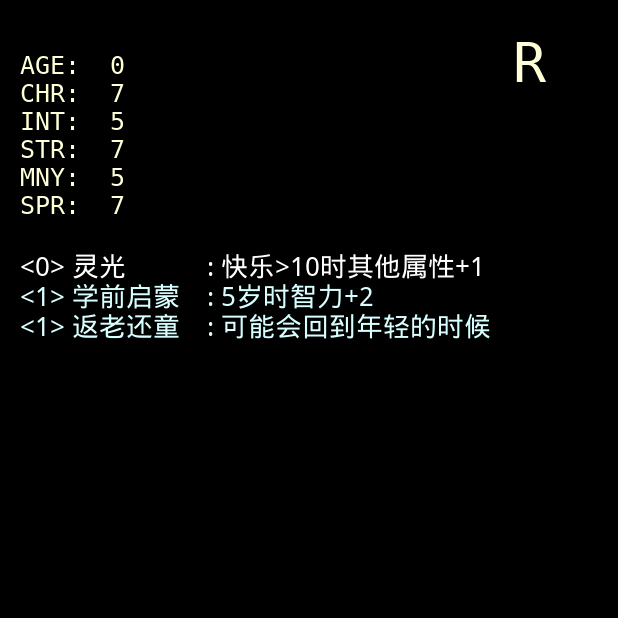 R
AGE: 0
CHR: 7
INT: 5
STR: 7
MNY: 5
SPR: 7
<0> 灵光 : 快乐>10时其他属性+1
<1> 学前启蒙 : 5岁时智力+2
<1> 返老还童 : 可能会回到年轻的时候